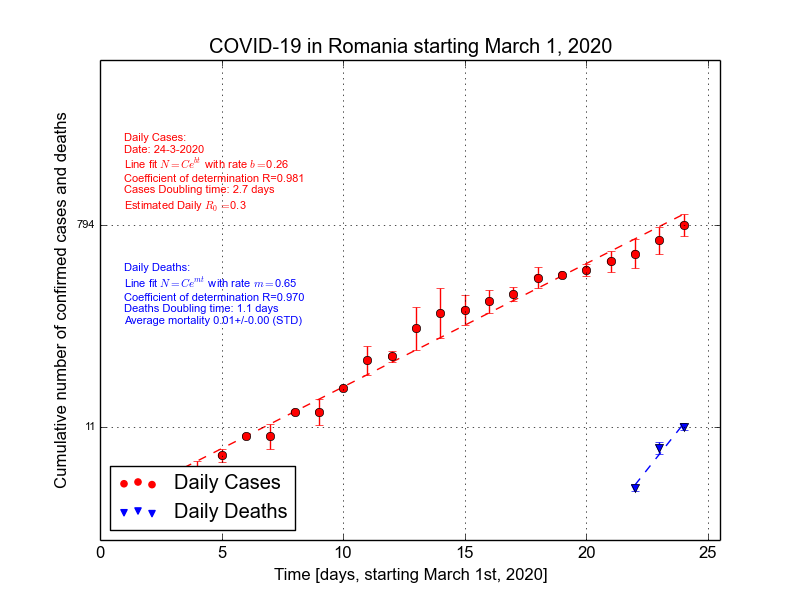 COVID-19 in Romania starting March 1, 2020
Cumulative number of confirmed cases and deaths
Daily Cases:
Date: 24-3-2020
Line fit N = Ce^{bt} with rate b =0.26
Coefficient of determination R=0.981
Cases Doubling time: 2.7 days
Estimated Daily R_0 =0.3
794
Daily Deaths:
Line fit N = Ce^{mt} with rate m =0.65
Coefficient of determination R=0.970
Deaths Doubling time: 1.1 days
Average mortality 0.01+/-0.00 (STD)
11
Daily Cases
Daily Deaths
0 5 10 15 20 25
Time [days, starting March 1st, 2020]